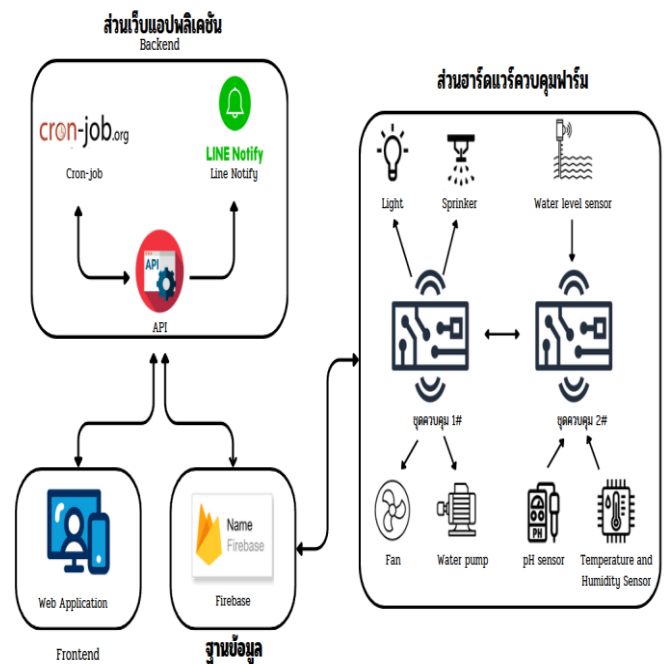 ส่วนเว็บแอปพลิเคชัน
Backend
cron-job.org
Cron-job
LINE Notify
Line Notify
API
API
Web Application
Frontend
Name
Firebase
Firebase
ฐานข้อมูล
ส่วนฮาร์ดแวร์ควบคุมฟาร์ม
Light
Sprinker
Water level sensor
ชุดควบคุม 1#
ชุดควบคุม 2#
Fan
Water pump
PH
pH sensor
Temperature and
Humidity Sensor